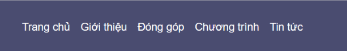 Trang chủ Giới thiệu Đóng góp Chương trình Tin tức